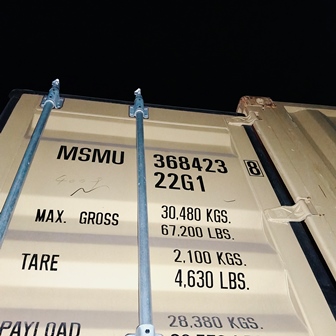 MSMU 368423 8
22G1
MAX. GROSS 30,480 KGS.
67,200 LBS.
TARE 2,100 KGS.
4,630 LBS.
PAYLOAD 28,380 KGS.